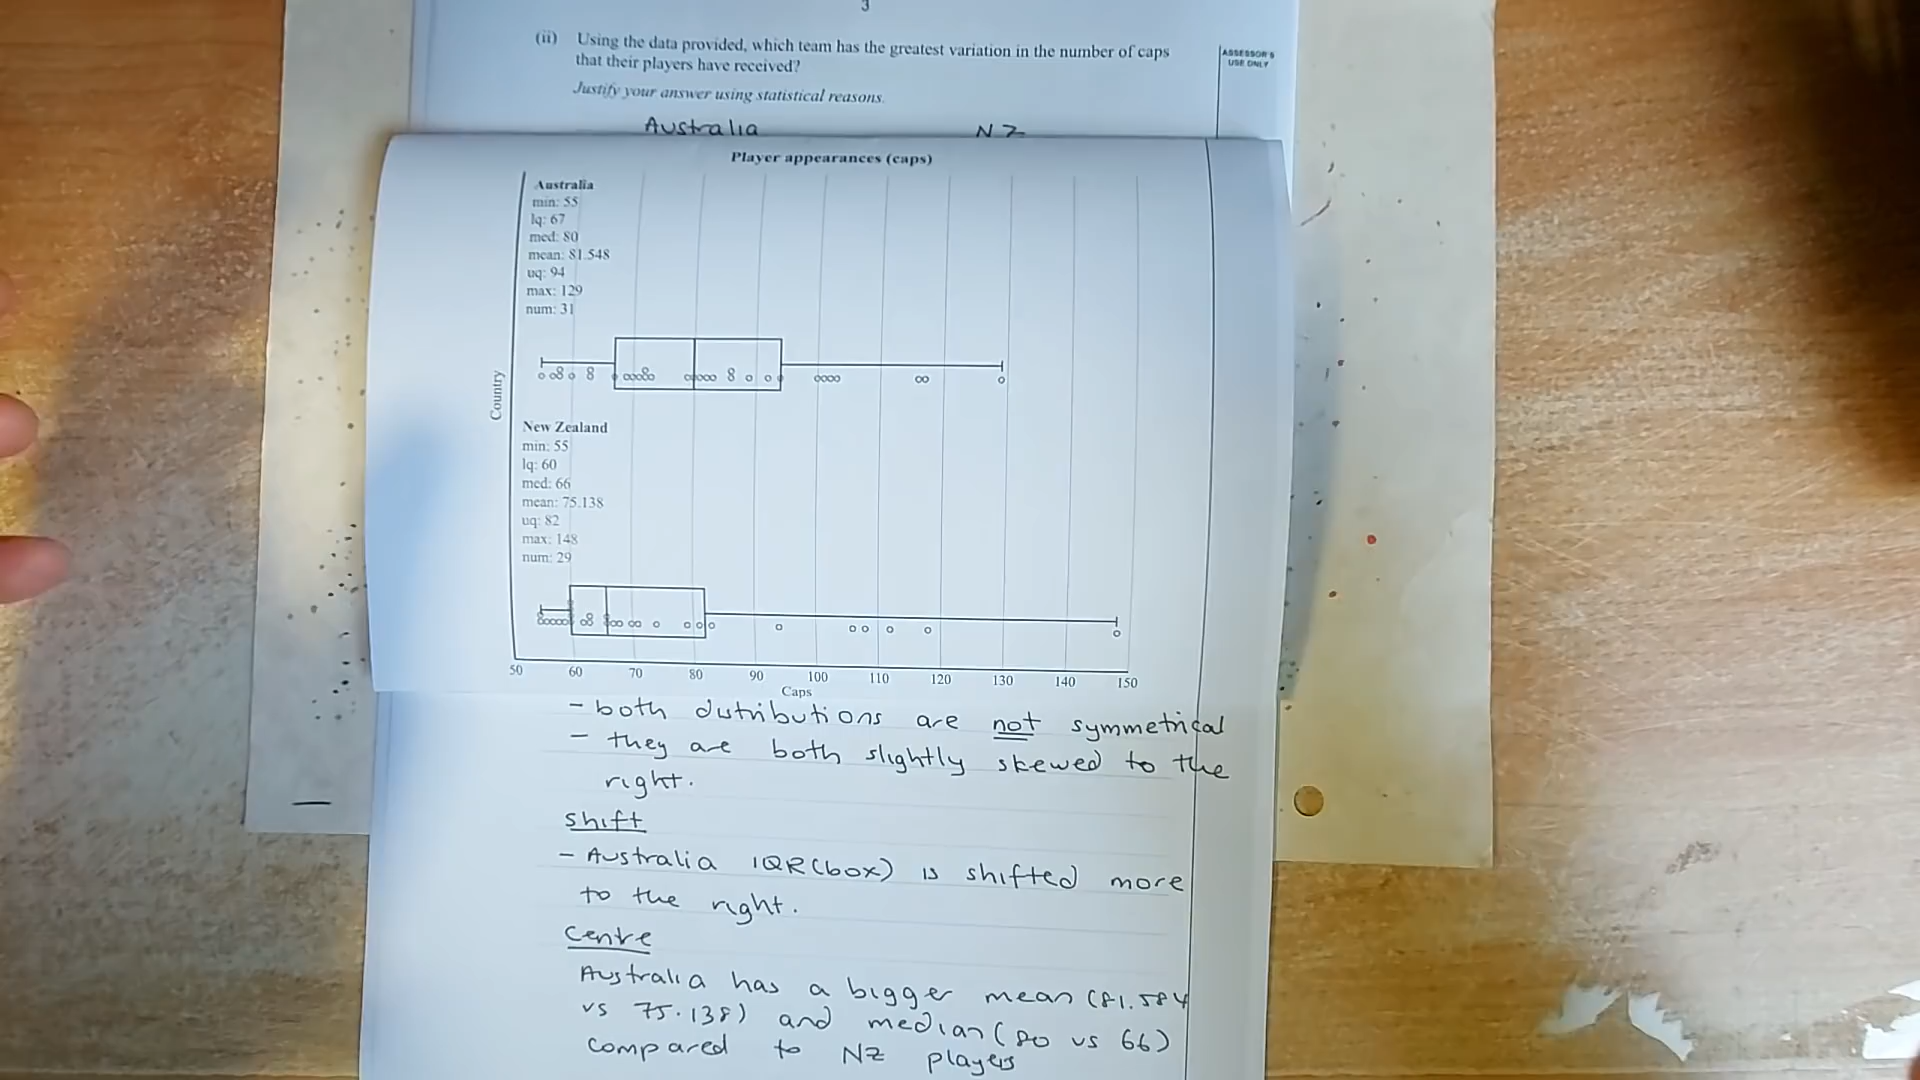 3
(ii) Using the data provided, which team has the greatest variation in the number of caps
that their players have received?
Justify your answer using statistical reasons.
ASSESSOR'S
USE ONLY
Australia NZ
Player appearances (caps)
Australia
min: 55
lq: 67
med: 80
mean: 81.548
uq: 94
max: 129
num: 31
Country
New Zealand
min: 55
lq: 60
med: 66
mean: 75.138
uq: 82
max: 148
num: 29
50 60 70 80 90 100 110 120 130 140 150
Caps
- both distributions are not symmetrical
- they are both slightly skewed to the
right.
shift
- Australia IQR(box) is shifted more
to the right.
Centre
Australia has a bigger mean (81.584
vs 75.138) and median (80 vs 66)
compared to NZ players